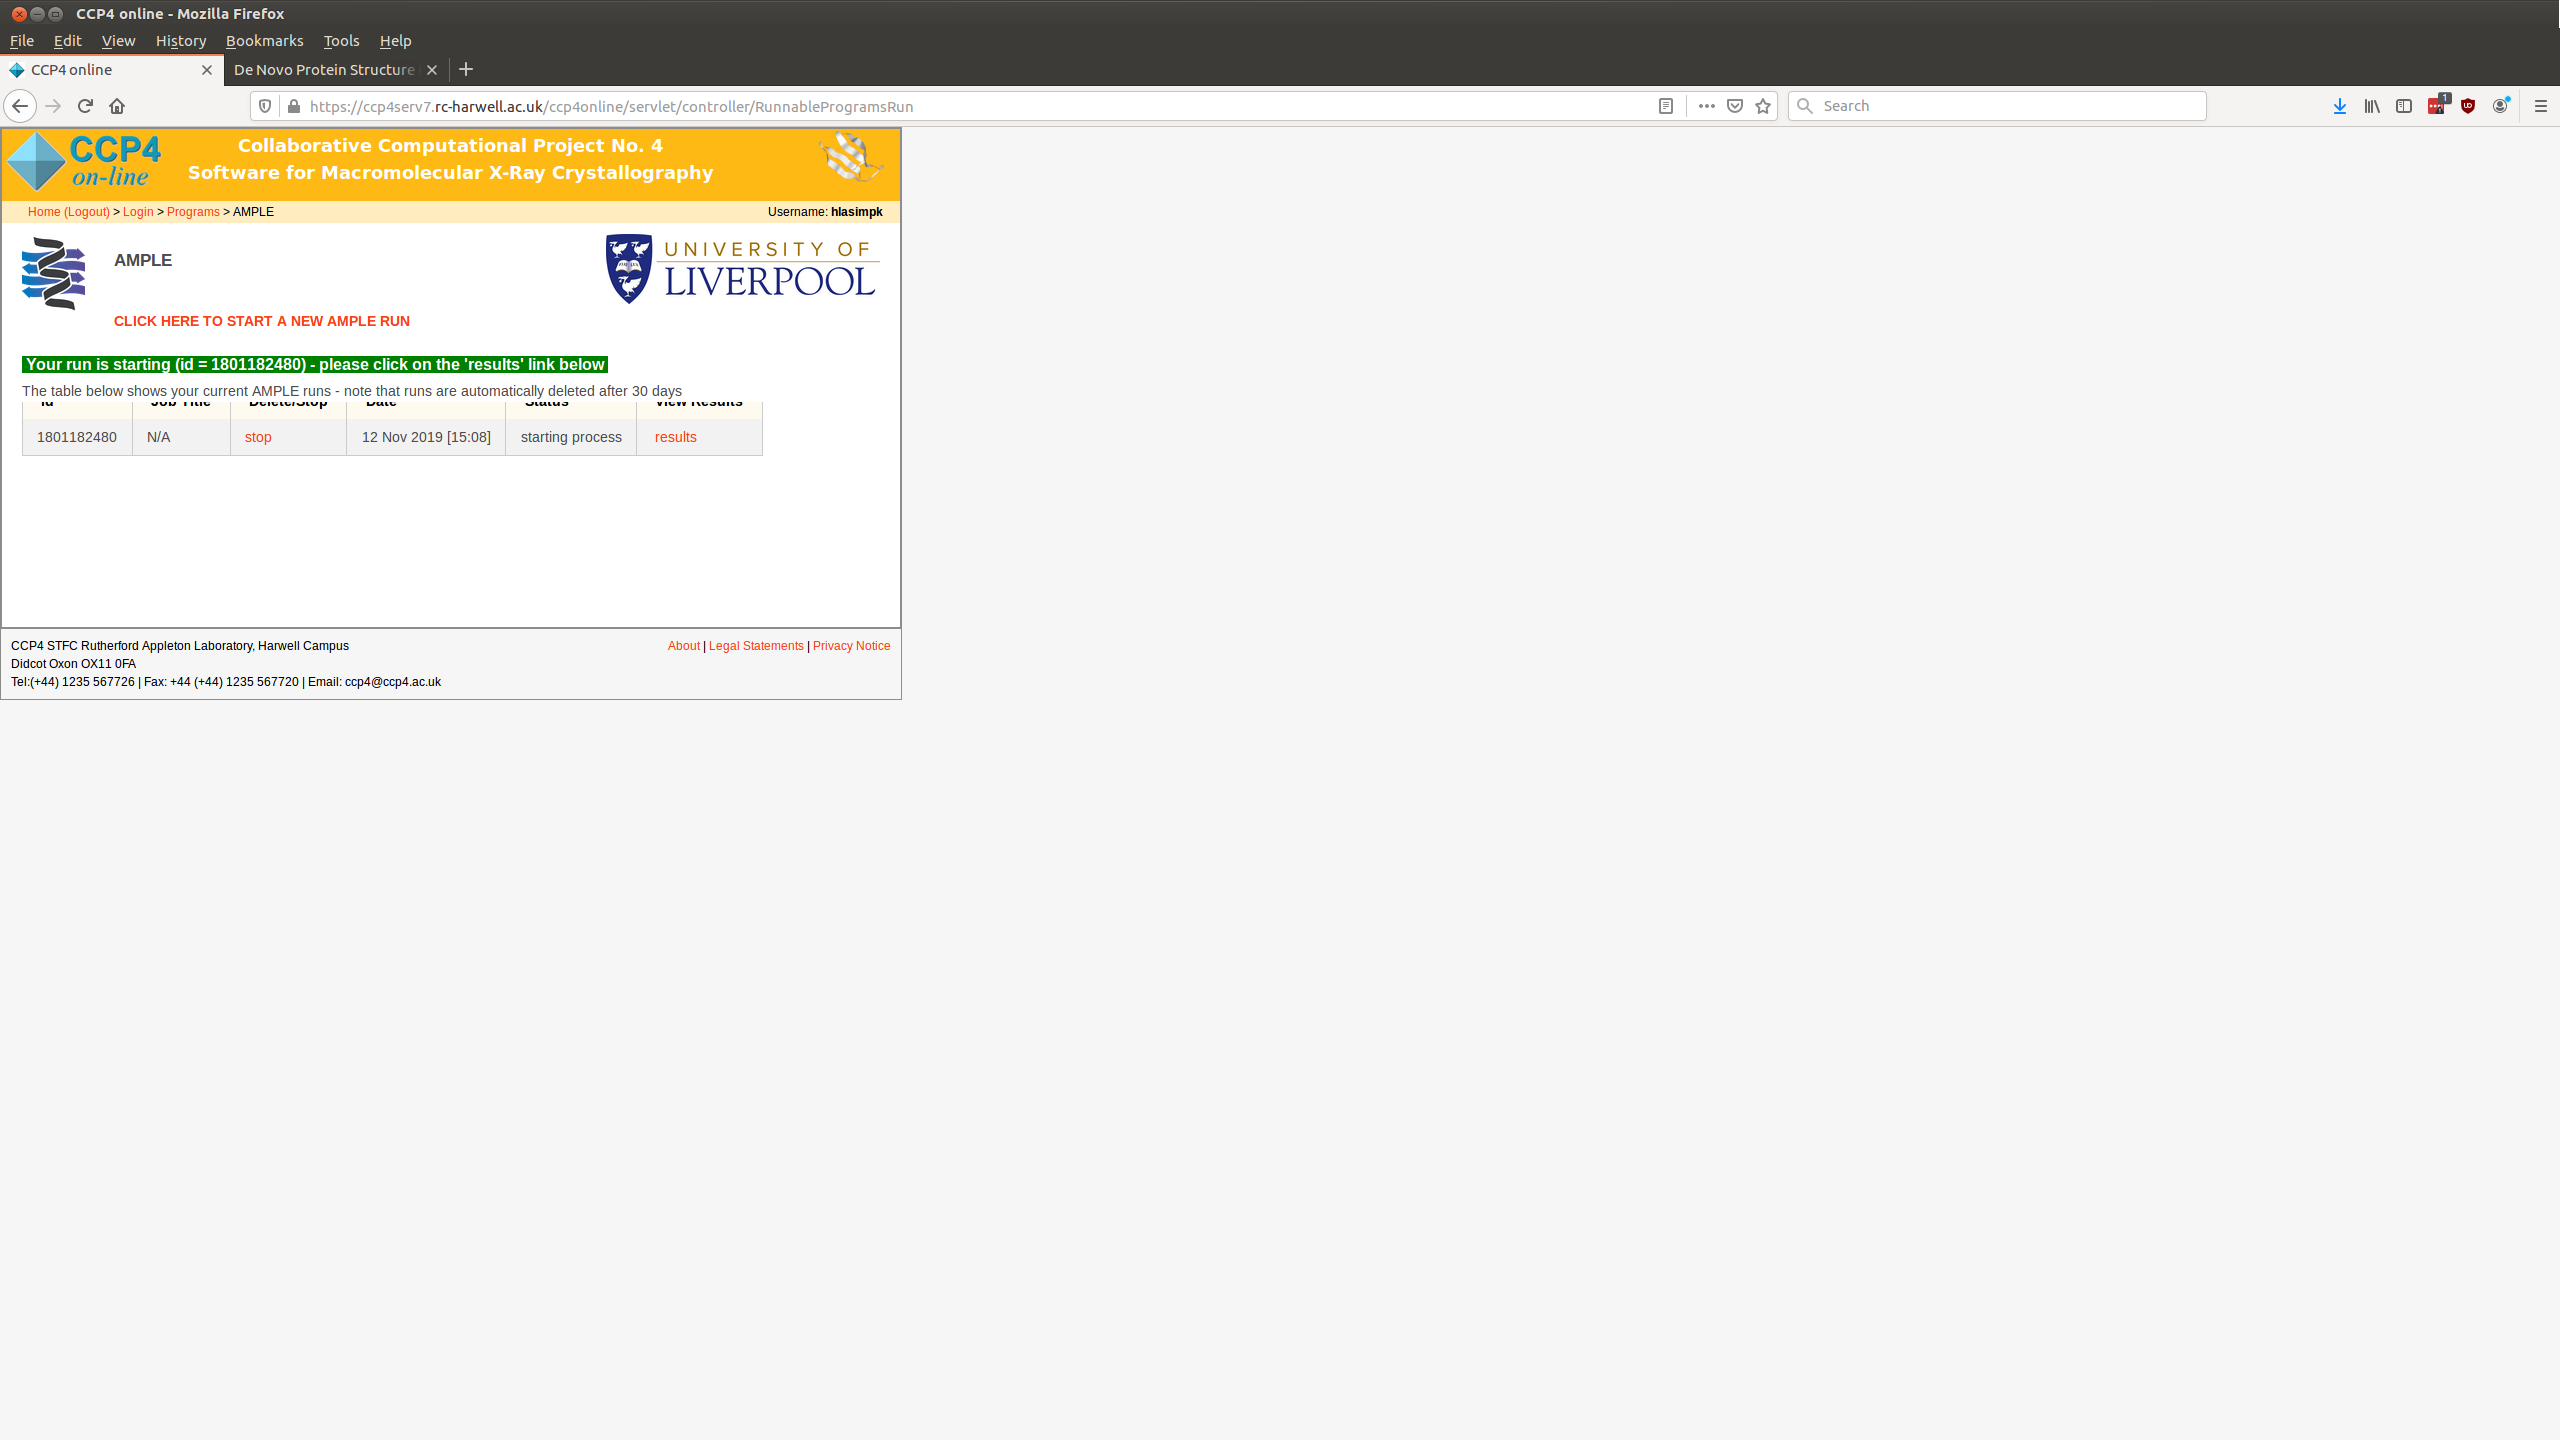 CCP4 online - Mozilla Firefox
File Edit View History Bookmarks Tools Help
CCP4 online De Novo Protein Structure
https://ccp4serv7.rc-harwell.ac.uk/ccp4online/servlet/controller/RunnableProgramsRun Search 1
CCP4 on-line
Collaborative Computational Project No. 4
Software for Macromolecular X-Ray Crystallography
Home (Logout) > Login > Programs > AMPLE Username: hlasimpk
AMPLE
UNIVERSITY OF
LIVERPOOL
CLICK HERE TO START A NEW AMPLE RUN
Your run is starting (id = 1801182480) - please click on the 'results' link below
The table below shows your current AMPLE runs - note that runs are automatically deleted after 30 days
Id Job Title Delete/Stop Date Status View Results
1801182480 N/A stop 12 Nov 2019 [15:08] starting process results
CCP4 STFC Rutherford Appleton Laboratory, Harwell Campus About | Legal Statements | Privacy Notice
Didcot Oxon OX11 0FA
Tel:(+44) 1235 567726 | Fax: +44 (+44) 1235 567720 | Email: ccp4@ccp4.ac.uk